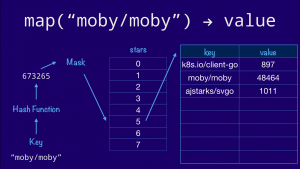 map(“moby/moby”) → value
stars
key value
Mask
0
k8s.io/client-go 897
673265
1
moby/moby 48464
2
ajstarks/svgo 1011
3
Hash Function
4
5
Key
6
“moby/moby”
7